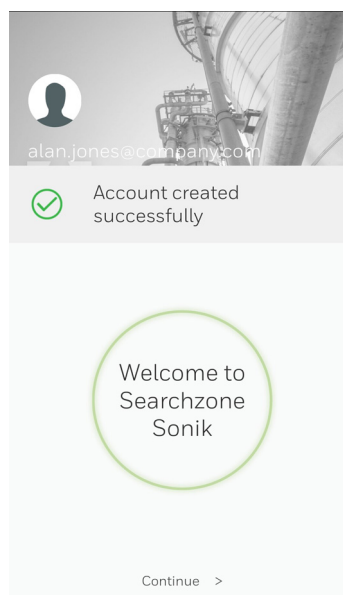 alan.jones@company.com
Account created
successfully
Welcome to
Searchzone
Sonik
Continue >